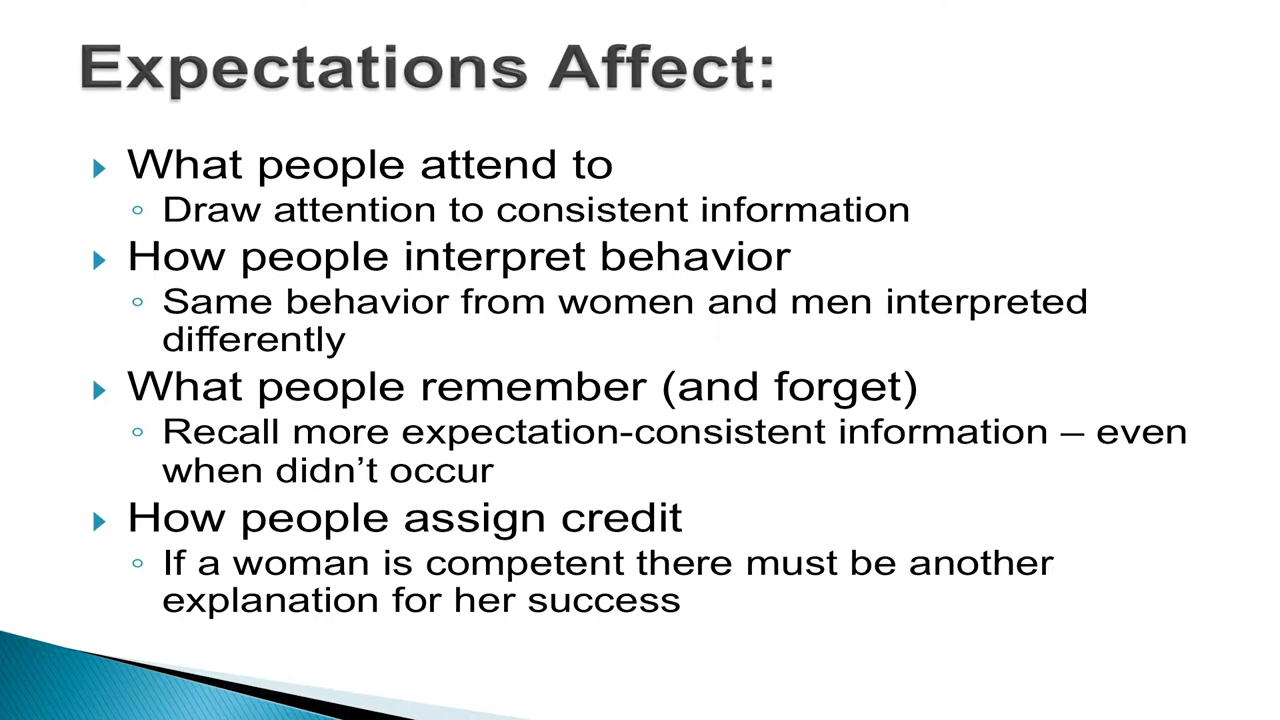 Expectations Affect:
What people attend to
Draw attention to consistent information
How people interpret behavior
Same behavior from women and men interpreted
differently
What people remember (and forget)
Recall more expectation-consistent information – even
when didn’t occur
How people assign credit
If a woman is competent there must be another
explanation for her success